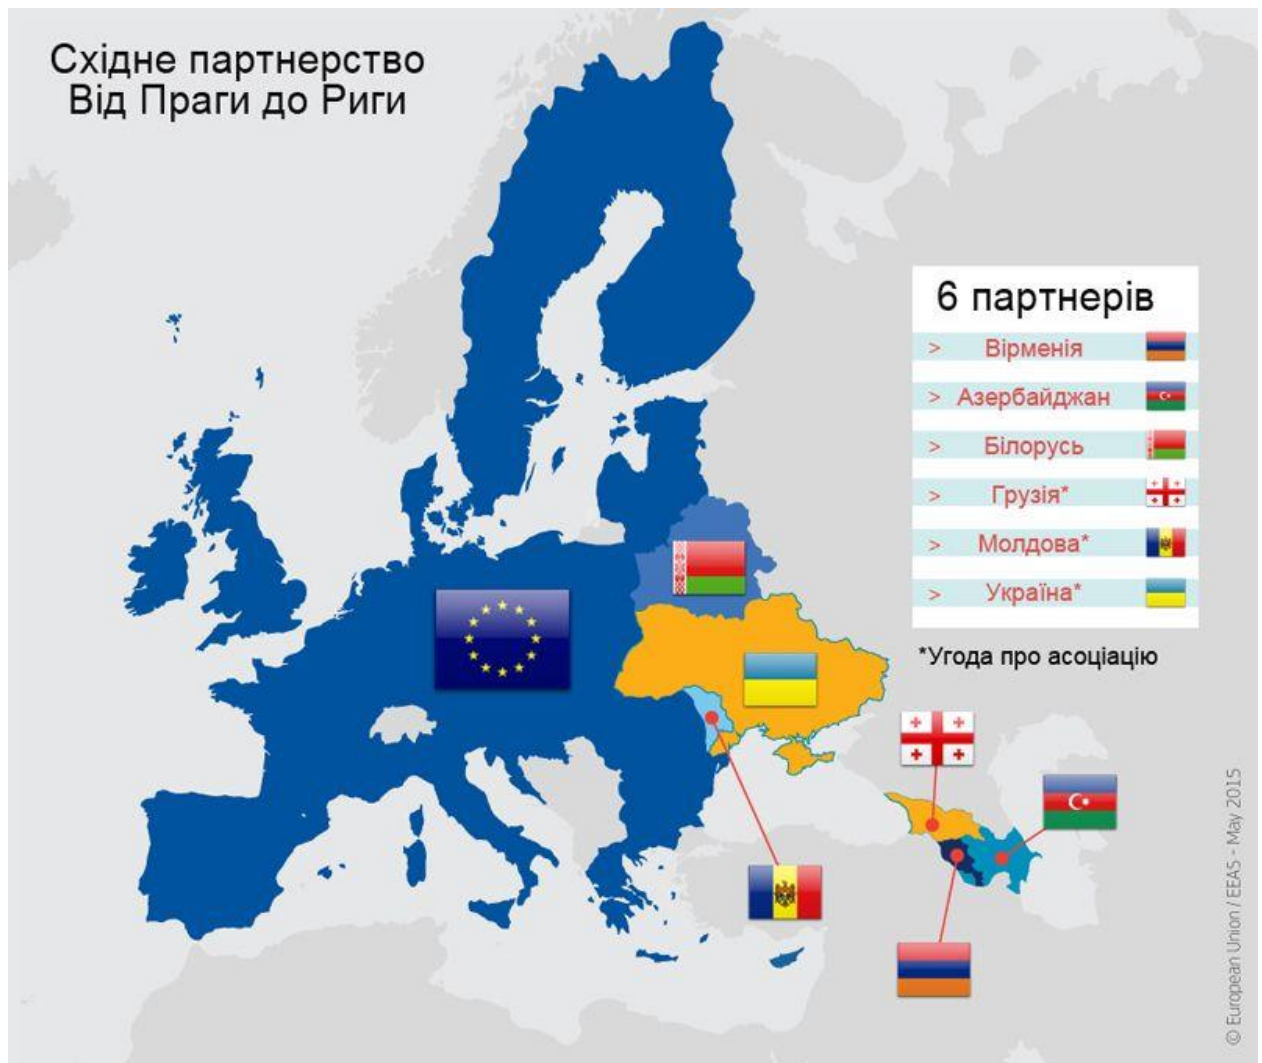 Східне партнерство
Від Праги до Риги
6 партнерів
> Вірменія
> Азербайджан
> Білорусь
> Грузія*
> Молдова*
> Україна*
*Угода про асоціацію
© European Union / EEAS - May 2015